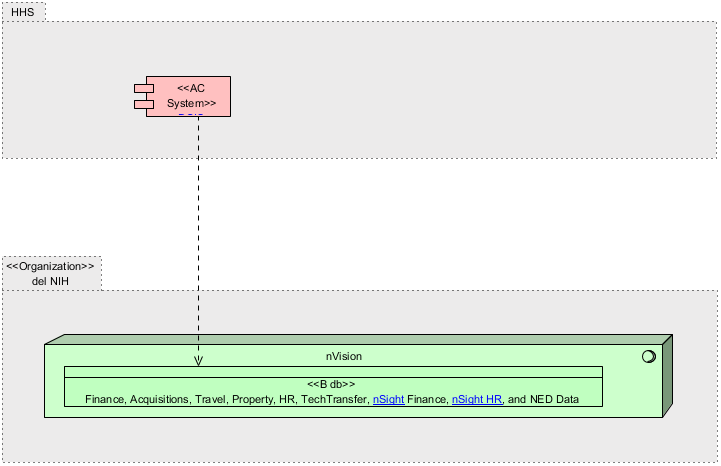 HHS
<<AC
System>>
<<Organization>>
del NIH
nVision
<<B db>>
Finance, Acquisitions, Travel, Property, HR, TechTransfer, nSight Finance, nSight HR, and NED Data